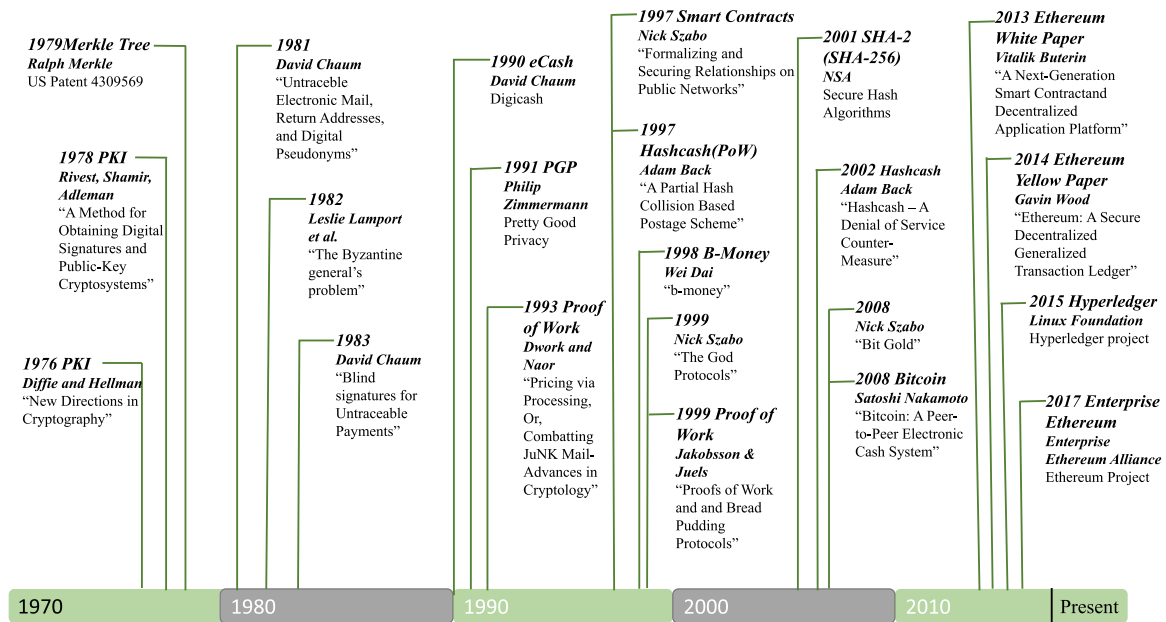 1979Merkle Tree
Ralph Merkle
US Patent 4309569
1978 PKI
Rivest, Shamir,
Adleman
“A Method for
Obtaining Digital
Signatures and
Public-Key
Cryptosystems”
1976 PKI
Diffie and Hellman
“New Directions in
Cryptography”
1981
David Chaum
“Untraceble
Electronic Mail,
Return Addresses,
and Digital
Pseudonyms”
1982
Leslie Lamport
et al.
“The Byzantine
general’s
problem”
1983
David Chaum
“Blind
signatures for
Untraceable
Payments”
1990 eCash
David Chaum
Digicash
1991 PGP
Philip
Zimmermann
Pretty Good
Privacy
1993 Proof
of Work
Dwork and
Naor
“Pricing via
Processing,
Or,
Combatting
JuNK Mail-
Advances in
Cryptology”
1997 Smart Contracts
Nick Szabo
“Formalizing and
Securing Relationships on
Public Networks”
1997
Hashcash(PoW)
Adam Back
“A Partial Hash
Collision Based
Postage Scheme”
1998 B-Money
Wei Dai
“b-money”
1999
Nick Szabo
“The God
Protocols”
1999 Proof of
Work
Jakobsson &
Juels
“Proofs of Work
and and Bread
Pudding
Protocols”
2001 SHA-2
(SHA-256)
NSA
Secure Hash
Algorithms
2002 Hashcash
Adam Back
“Hashcash – A
Denial of Service
Counter-
Measure”
2008
Nick Szabo
“Bit Gold”
2008 Bitcoin
Satoshi Nakamoto
“Bitcoin: A Peer-
to-Peer Electronic
Cash System”
2013 Ethereum
White Paper
Vitalik Buterin
“A Next-Generation
Smart Contractand
Decentralized
Application Platform”
2014 Ethereum
Yellow Paper
Gavin Wood
“Ethereum: A Secure
Decentralized
Generalized
Transaction Ledger”
2015 Hyperledger
Linux Foundation
Hyperledger project
2017 Enterprise
Ethereum
Enterprise
Ethereum Alliance
Ethereum Project
1970
1980
1990
2000
2010
Present